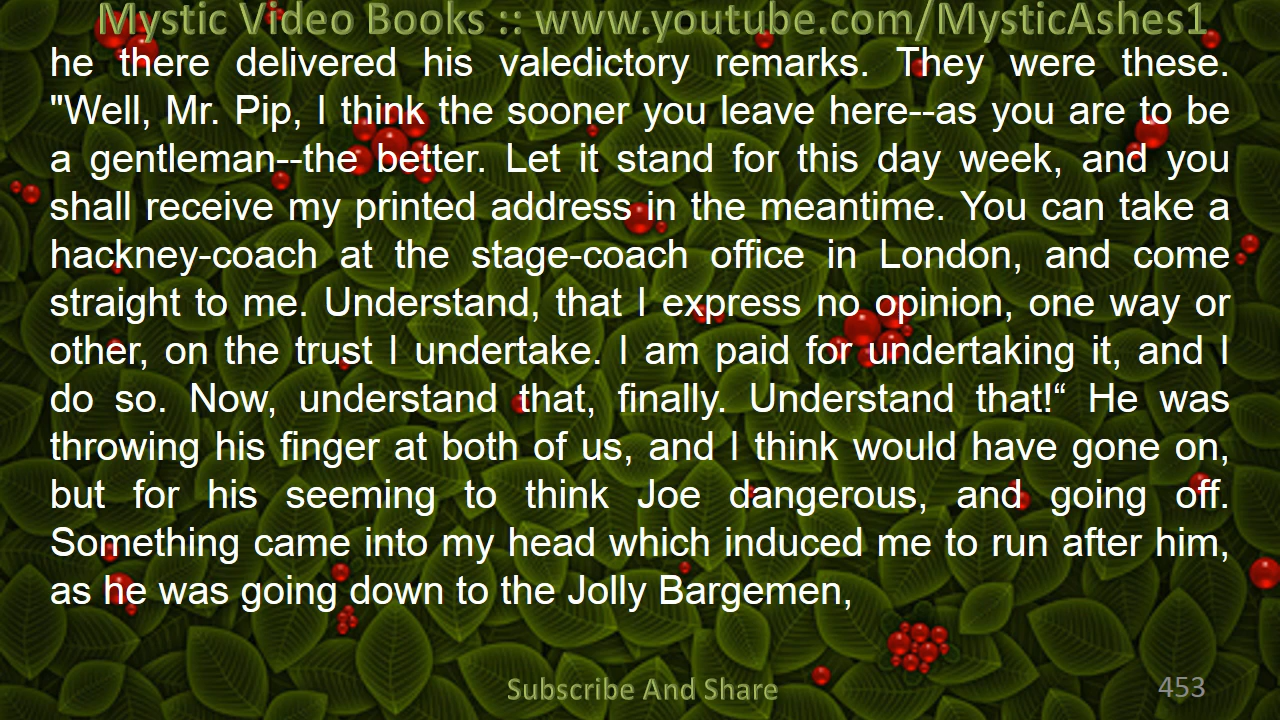 Mystic Video Books :: www.youtube.com/MysticAshes1
he there delivered his valedictory remarks. They were these.
"Well, Mr. Pip, I think the sooner you leave here--as you are to be
a gentleman--the better. Let it stand for this day week, and you
shall receive my printed address in the meantime. You can take a
hackney-coach at the stage-coach office in London, and come
straight to me. Understand, that I express no opinion, one way or
other, on the trust I undertake. I am paid for undertaking it, and I
do so. Now, understand that, finally. Understand that!“ He was
throwing his finger at both of us, and I think would have gone on,
but for his seeming to think Joe dangerous, and going off.
Something came into my head which induced me to run after him,
as he was going down to the Jolly Bargemen,
Subscribe And Share
453